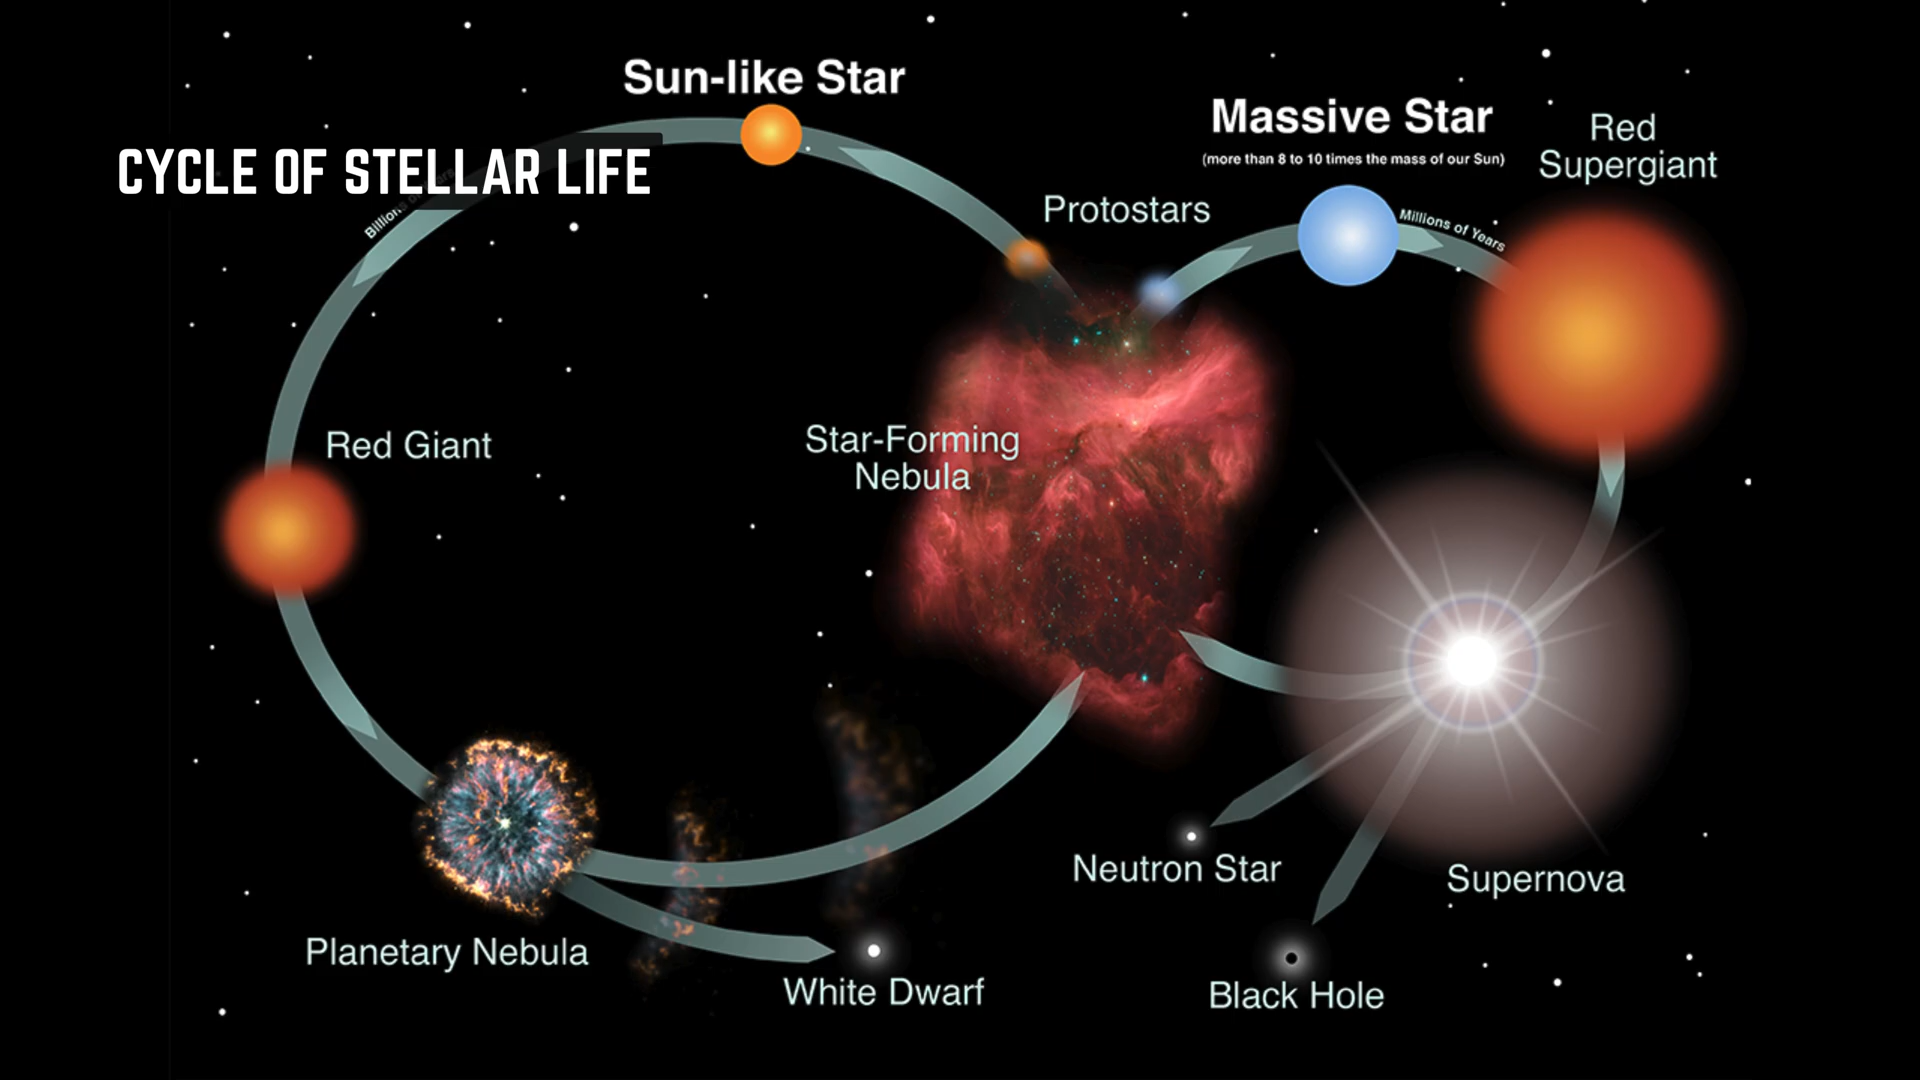 CYCLE OF STELLAR LIFE
Sun-like Star
Massive Star
(more than 8 to 10 times the mass of our Sun)
Red
Supergiant
Protostars
Millions of Years
Billions
Red Giant
Star-Forming
Nebula
Neutron Star
Supernova
Planetary Nebula
White Dwarf
Black Hole